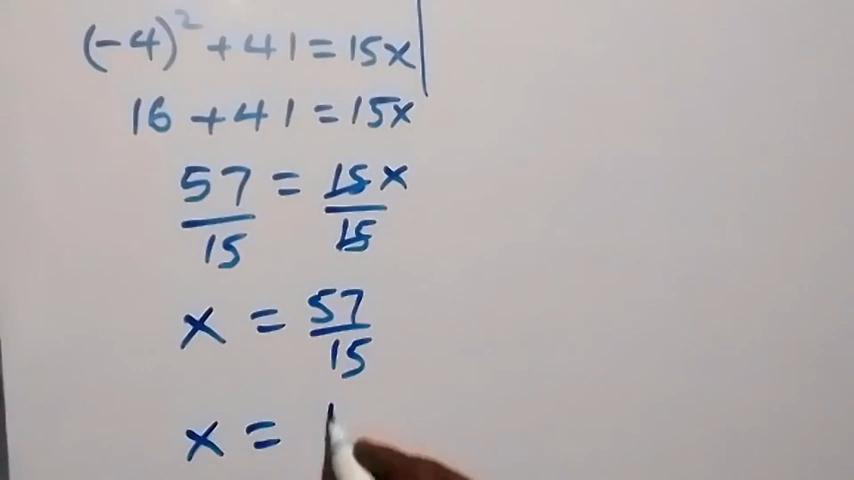 (-4)² + 41 = 15x
16 + 41 = 15x
57/15 = 15x/15
x = 57/15
x =